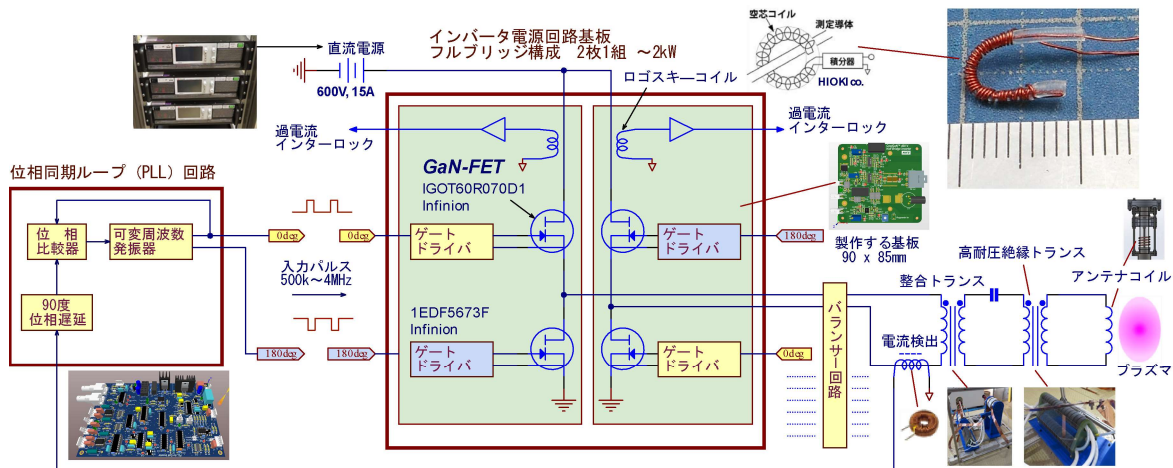 直流電源
600V, 15A
インバータ電源回路基板
フルブリッジ構成 2枚1組 ～2kW
空芯コイル
測定導体
積分器
HIOKI co.
ロゴスキーコイル
過電流
インターロック
過電流
インターロック
GaN-FET
IGOT60R070D1
Infinion
位相同期ループ（PLL）回路
位 相
比較器
可変周波数
発振器
90度
位相遅延
0deg
0deg
入力パルス
500k～4MHz
180deg
180deg
ゲート
ドライバ
ゲート
ドライバ
180deg
1EDF5673F
Infinion
ゲート
ドライバ
ゲート
ドライバ
0deg
製作する基板
90 x 85mm
バランサー回路
整合トランス
高耐圧絶縁トランス
アンテナコイル
電流検出
プラズマ